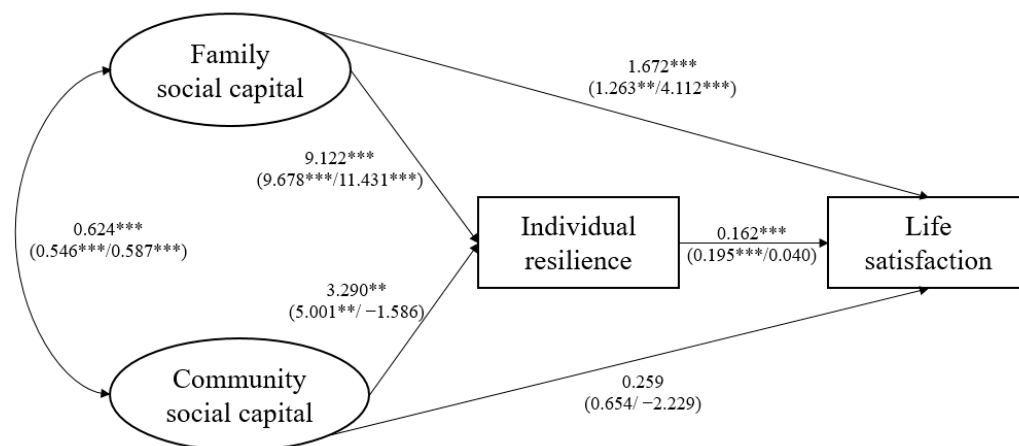 Family
social capital
1.672***
(1.263**/4.112***)
9.122***
(9.678***/11.431***)
0.624***
(0.546***/0.587***)
Individual
resilience
0.162***
(0.195***/0.040)
Life
satisfaction
3.290**
(5.001**/ −1.586)
Community
social capital
0.259
(0.654/ −2.229)